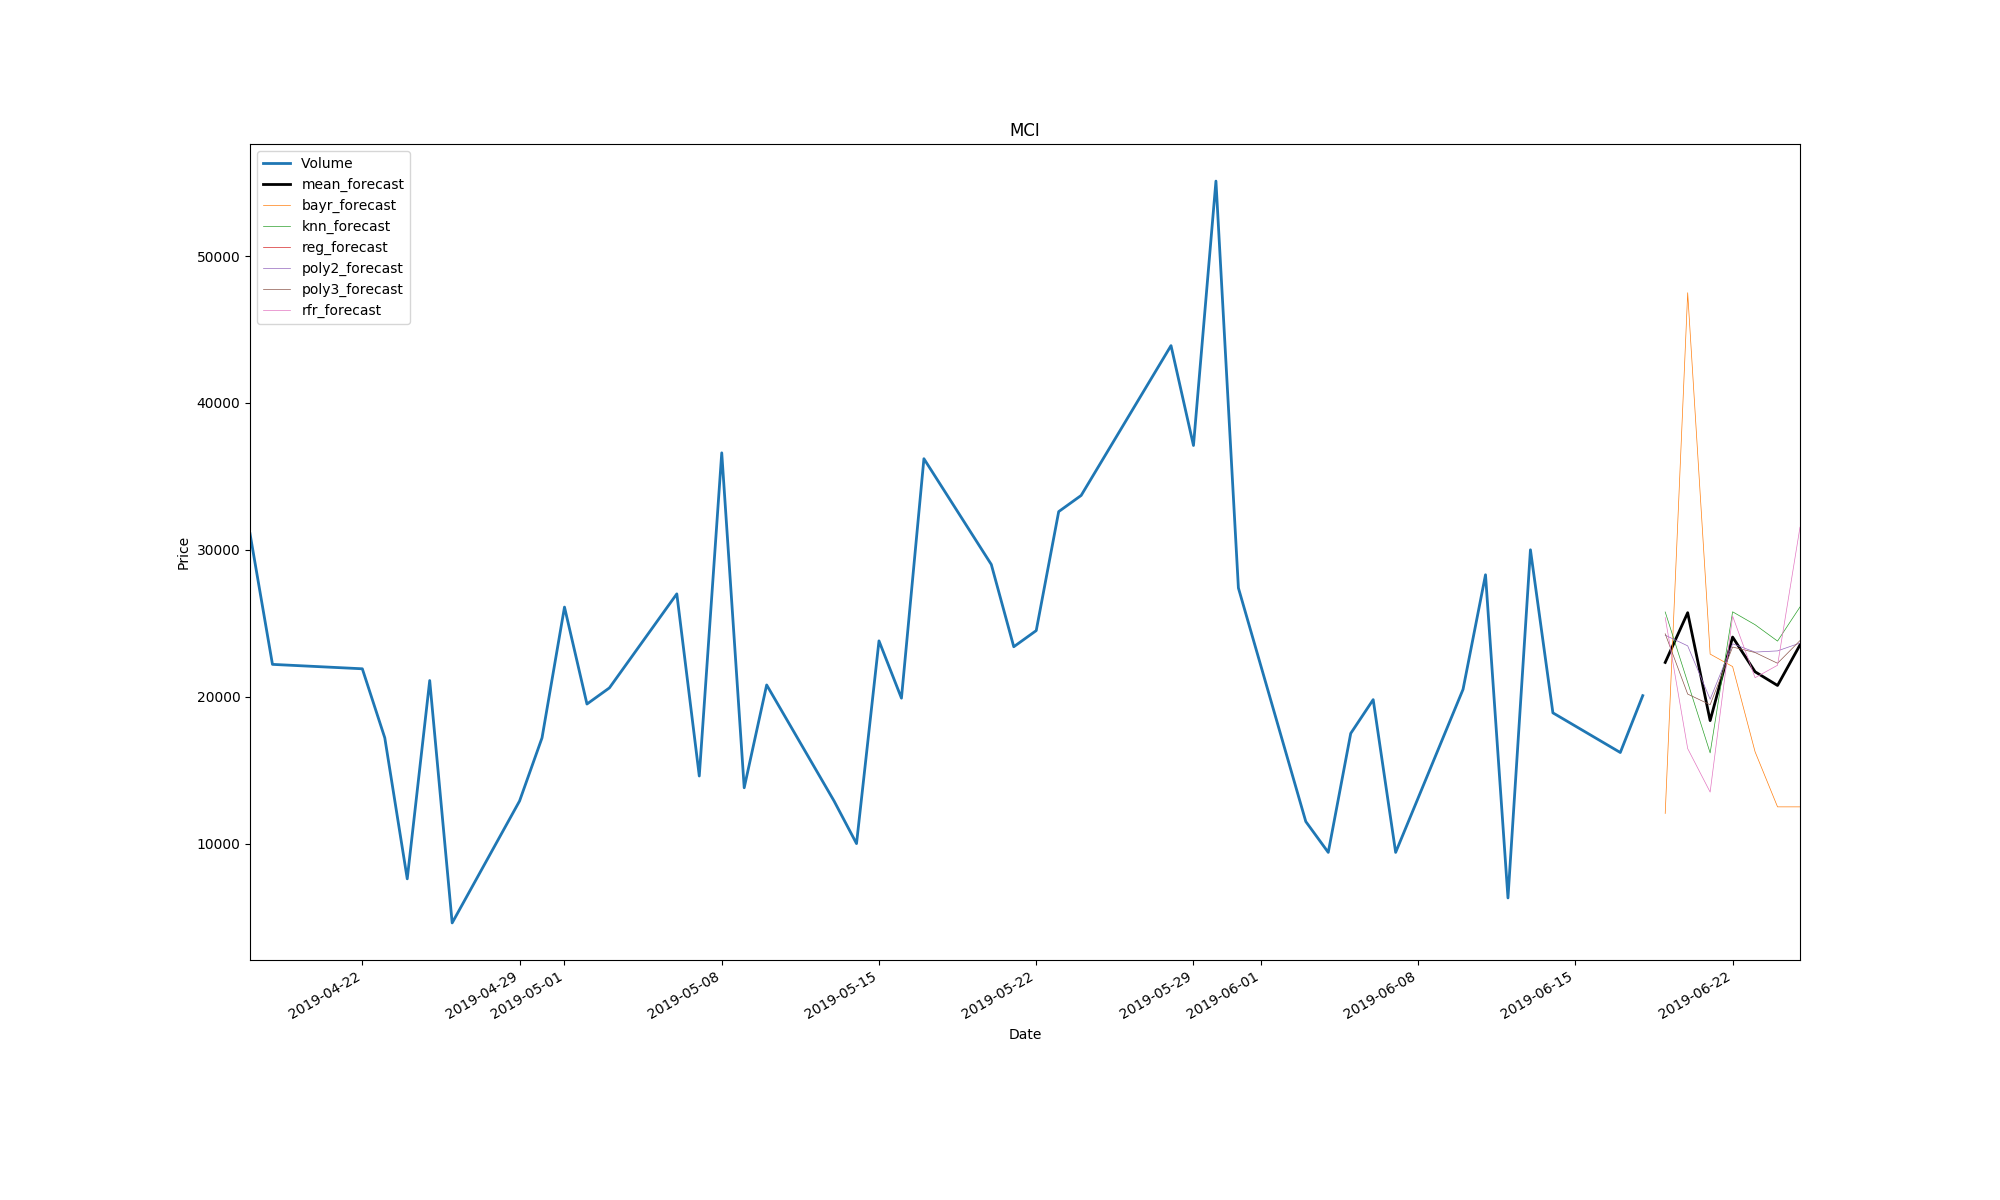 MCI
Volume
mean_forecast
bayr_forecast
knn_forecast
reg_forecast
poly2_forecast
poly3_forecast
rfr_forecast
Price
50000
40000
30000
20000
10000
2019-04-22
2019-04-29
2019-05-01
2019-05-08
2019-05-15
2019-05-22
2019-05-29
2019-06-01
2019-06-08
2019-06-15
2019-06-22
Date